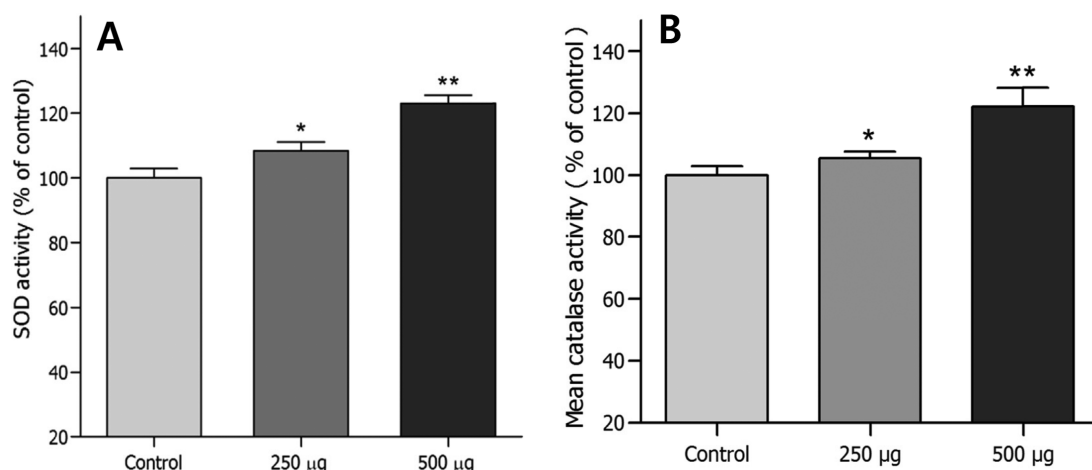 A
SOD activity (% of control)
140
120
100
80
60
40
20
*
**
Control
250 µg
500 µg
B
Mean catalase activity ( % of control)
140
120
100
80
60
40
20
*
**
Control
250 µg
500 µg